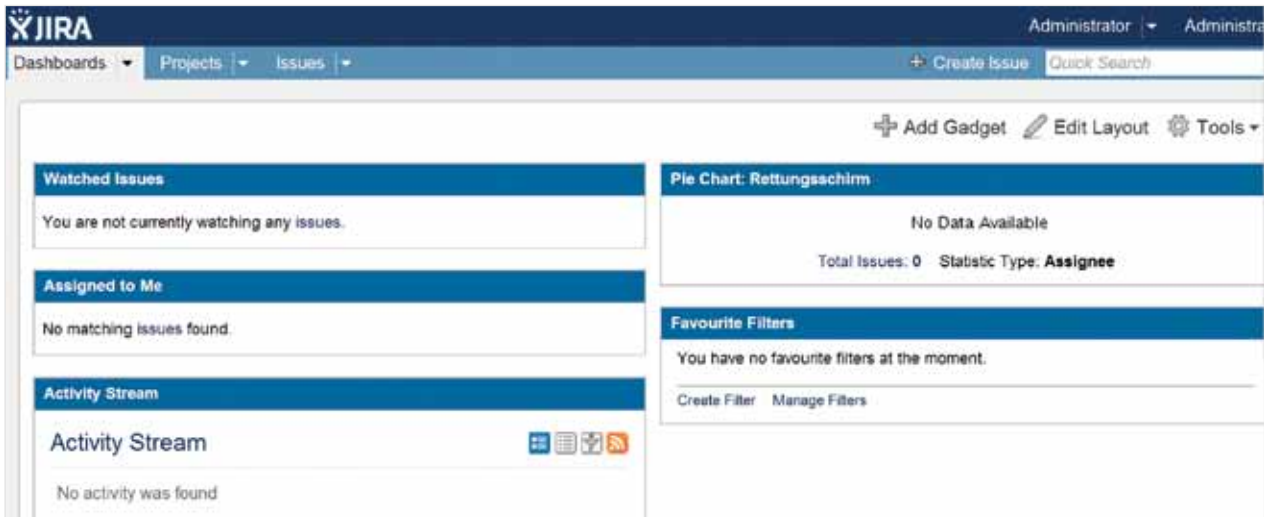 JIRA
Administrator Administra
Dashboards Projects Issues Create Issue Quick Search
Add Gadget Edit Layout Tools
Watched Issues
You are not currently watching any issues.
Assigned to Me
No matching issues found.
Activity Stream
Activity Stream
No activity was found
Pie Chart: Rettungsschirm
No Data Available
Total Issues: 0 Statistic Type: Assignee
Favourite Filters
You have no favourite filters at the moment.
Create Filter Manage Filters